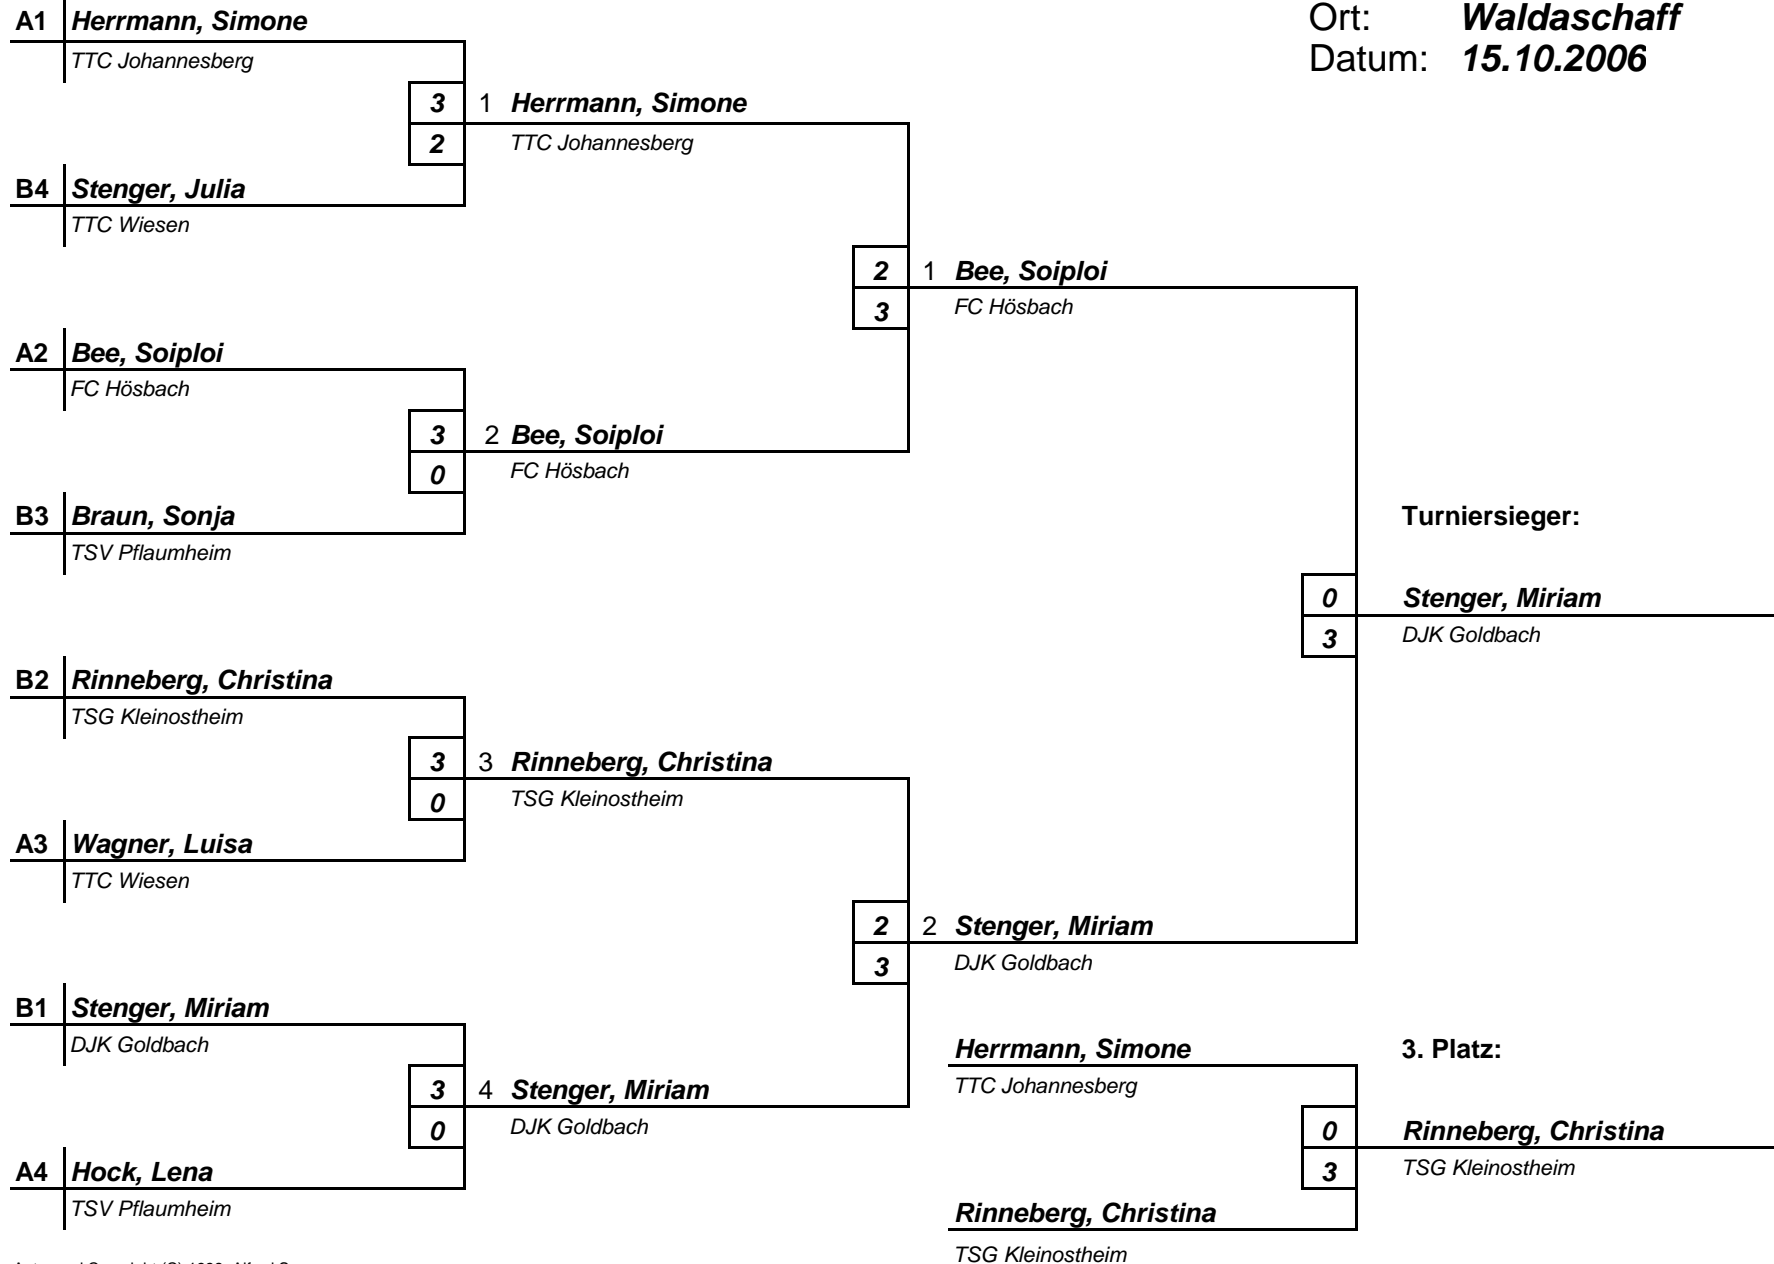 Ort: Waldaschaff
Datum: 15.10.2006
A1 Herrmann, Simone
TTC Johannesberg
3 1 Herrmann, Simone
2 TTC Johannesberg
B4 Stenger, Julia
TTC Wiesen
2 1 Bee, Soiploi
3 FC Hösbach
A2 Bee, Soiploi
FC Hösbach
3 2 Bee, Soiploi
0 FC Hösbach
B3 Braun, Sonja
TSV Pflaumheim
Turniersieger:
0 Stenger, Miriam
3 DJK Goldbach
B2 Rinneberg, Christina
TSG Kleinostheim
3 3 Rinneberg, Christina
0 TSG Kleinostheim
A3 Wagner, Luisa
TTC Wiesen
2 2 Stenger, Miriam
3 DJK Goldbach
B1 Stenger, Miriam
DJK Goldbach
3 4 Stenger, Miriam
0 DJK Goldbach
A4 Hock, Lena
TSV Pflaumheim
Herrmann, Simone
TTC Johannesberg
3. Platz:
0 Rinneberg, Christina
3 TSG Kleinostheim
Rinneberg, Christina
TSG Kleinostheim